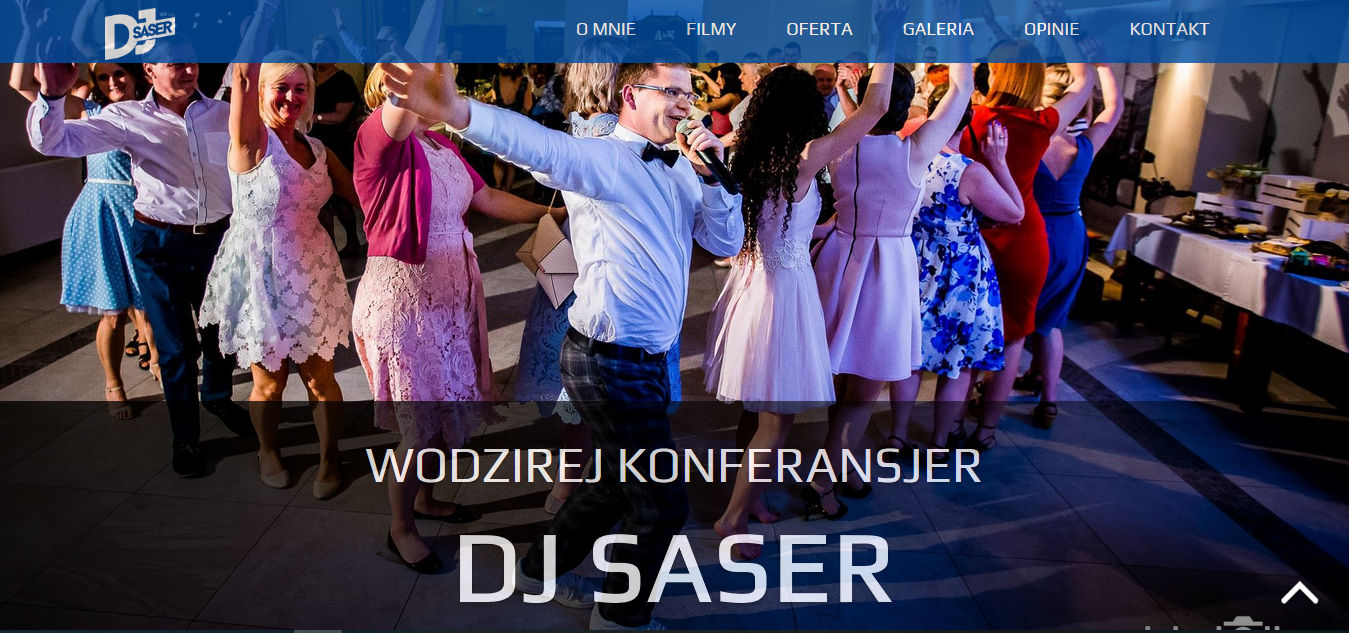 DJ SASER
O MNIE FILMY OFERTA GALERIA OPINIE KONTAKT
WODZIREJ KONFERANSJER
DJ SASER